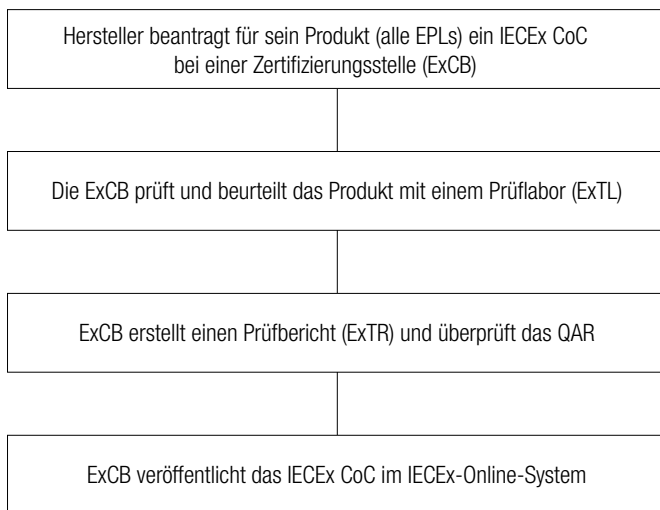 Hersteller beantragt für sein Produkt (alle EPLs) ein IECEx CoC
bei einer Zertifizierungsstelle (ExCB)
Die ExCB prüft und beurteilt das Produkt mit einem Prüflabor (ExTL)
ExCB erstellt einen Prüfbericht (ExTR) und überprüft das QAR
ExCB veröffentlicht das IECEx CoC im IECEx-Online-System